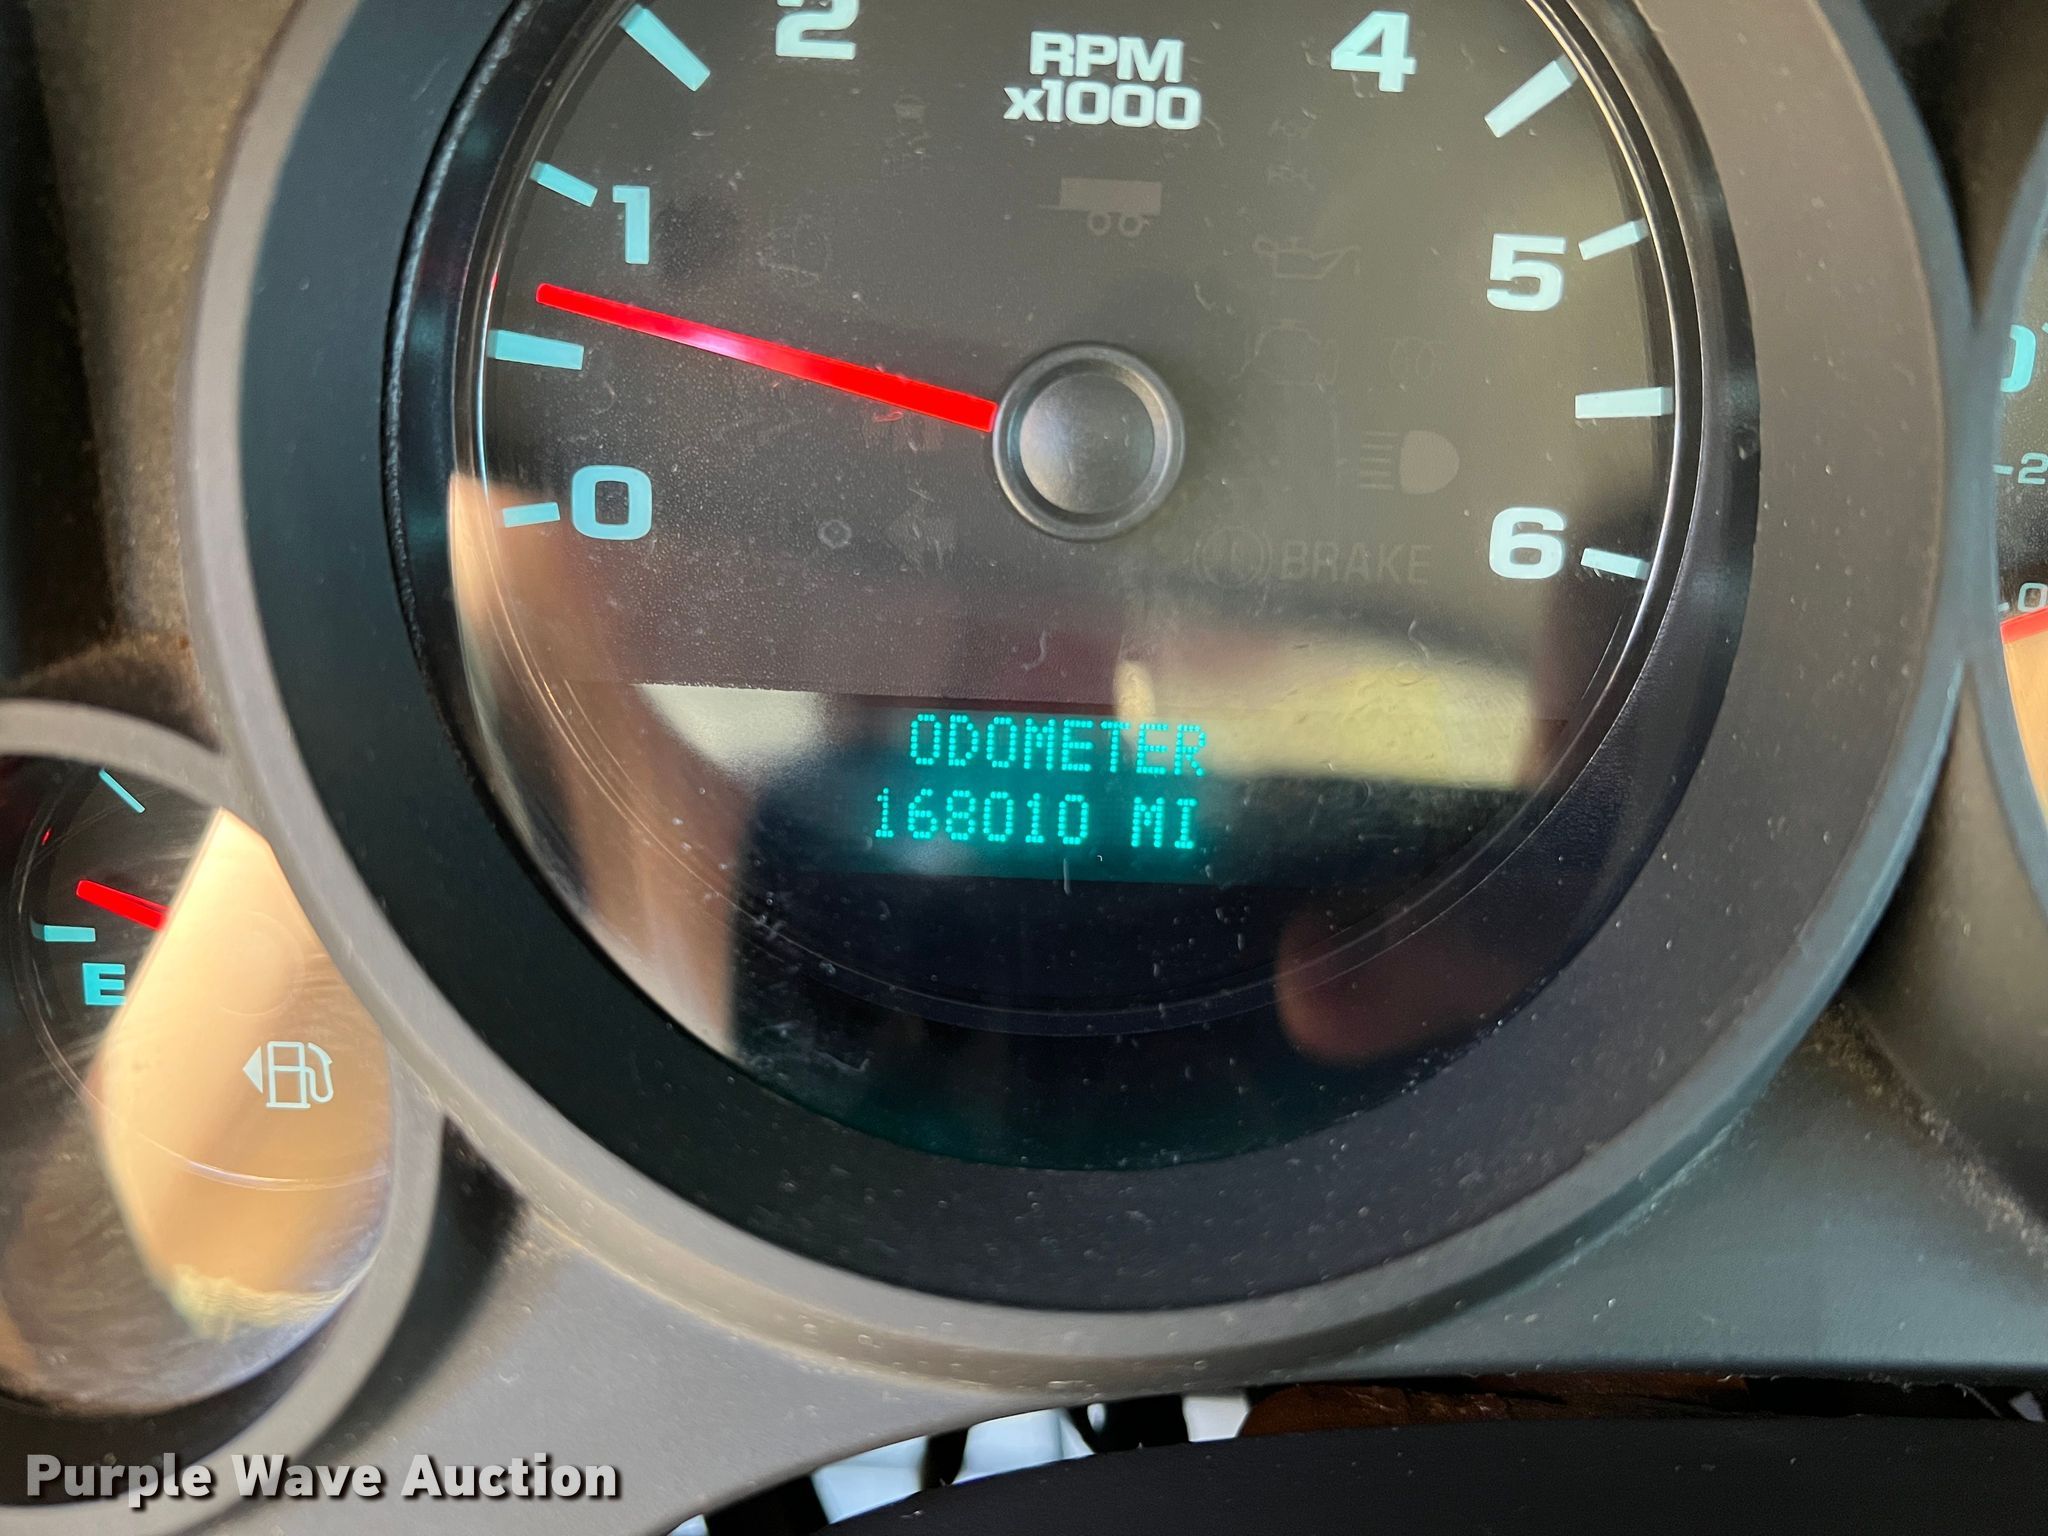 2
4
RPM
x1000
1
5
0
6
BRAKE
ODOMETER
168010 MI
E
Purple Wave Auction